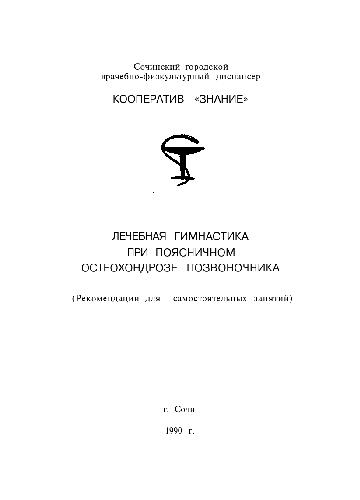 Сочинский городской
врачебно-физкультурный диспансер
КООПЕРАТИВ «ЗНАНИЕ»
ЛЕЧЕБНАЯ ГИМНАСТИКА
ПРИ ПОЯСНИЧНОМ
ОСТЕОХОНДРОЗЕ ПОЗВОНОЧНИКА
(Рекомендации для самостоятельных занятий)
г. Сочи
1990 г.